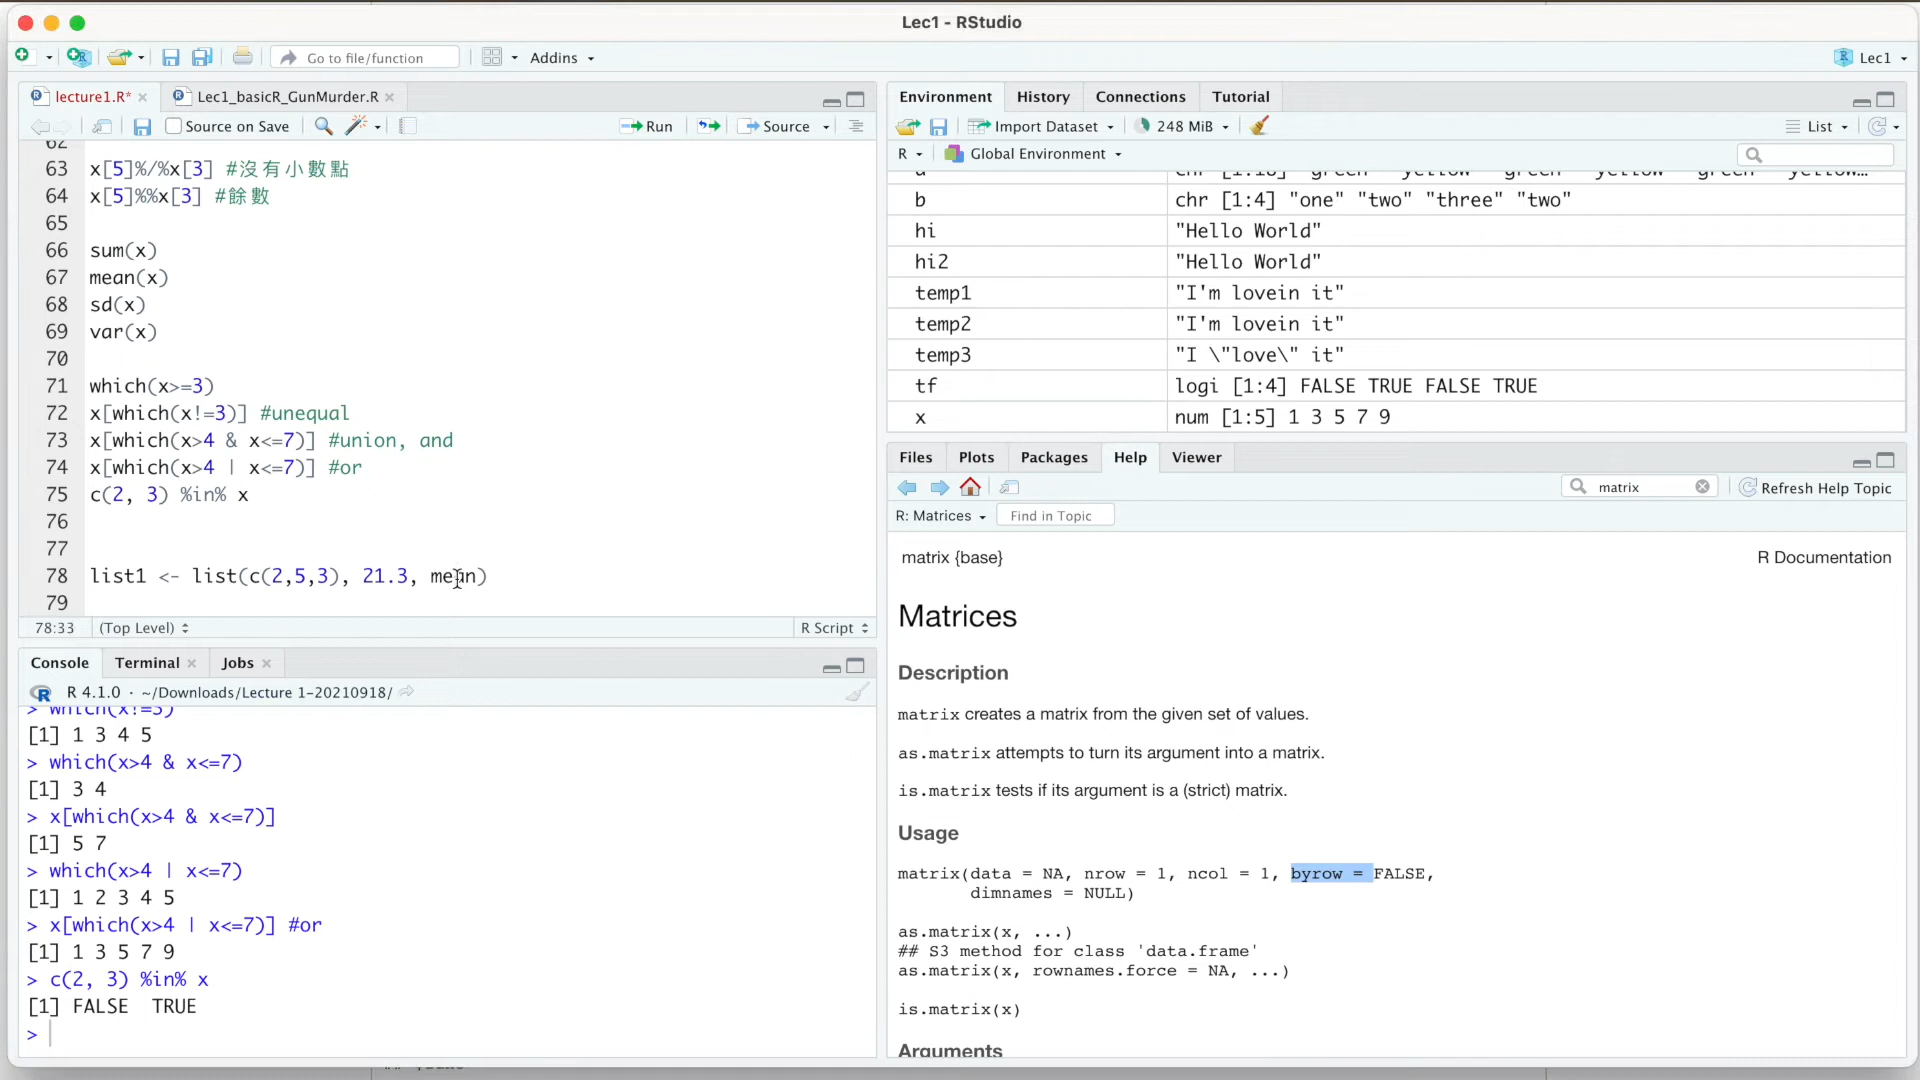 Lec1 - RStudio
Go to file/function
Addins
Lec1
lecture1.R*
Lec1_basicR_GunMurder.R
Source on Save
Run
Source
62
63 x[5]%/%x[3] #沒有小數點
64 x[5]%%x[3] #餘數
65
66 sum(x)
67 mean(x)
68 sd(x)
69 var(x)
70
71 which(x>=3)
72 x[which(x!=3)] #unequal
73 x[which(x>4 & x<=7)] #union, and
74 x[which(x>4 | x<=7)] #or
75 c(2, 3) %in% x
76
77
78 list1 <- list(c(2,5,3), 21.3, mean)
79
78:33 (Top Level)
R Script
Console
Terminal
Jobs
R 4.1.0 · ~/Downloads/Lecture 1-20210918/
> which(x!=3)
[1] 1 3 4 5
> which(x>4 & x<=7)
[1] 3 4
> x[which(x>4 & x<=7)]
[1] 5 7
> which(x>4 | x<=7)
[1] 1 2 3 4 5
> x[which(x>4 | x<=7)] #or
[1] 1 3 5 7 9
> c(2, 3) %in% x
[1] FALSE  TRUE
>
Environment
History
Connections
Tutorial
Import Dataset
248 MiB
List
R
Global Environment
b chr [1:4] "one" "two" "three" "two"
hi "Hello World"
hi2 "Hello World"
temp1 "I'm lovein it"
temp2 "I'm lovein it"
temp3 "I \"love\" it"
tf logi [1:4] FALSE TRUE FALSE TRUE
x num [1:5] 1 3 5 7 9
Files
Plots
Packages
Help
Viewer
matrix
Refresh Help Topic
R: Matrices
Find in Topic
matrix {base}
R Documentation
Matrices
Description
matrix creates a matrix from the given set of values.
as.matrix attempts to turn its argument into a matrix.
is.matrix tests if its argument is a (strict) matrix.
Usage
matrix(data = NA, nrow = 1, ncol = 1, byrow = FALSE,
dimnames = NULL)
as.matrix(x, ...)
## S3 method for class 'data.frame'
as.matrix(x, rownames.force = NA, ...)
is.matrix(x)
Arguments